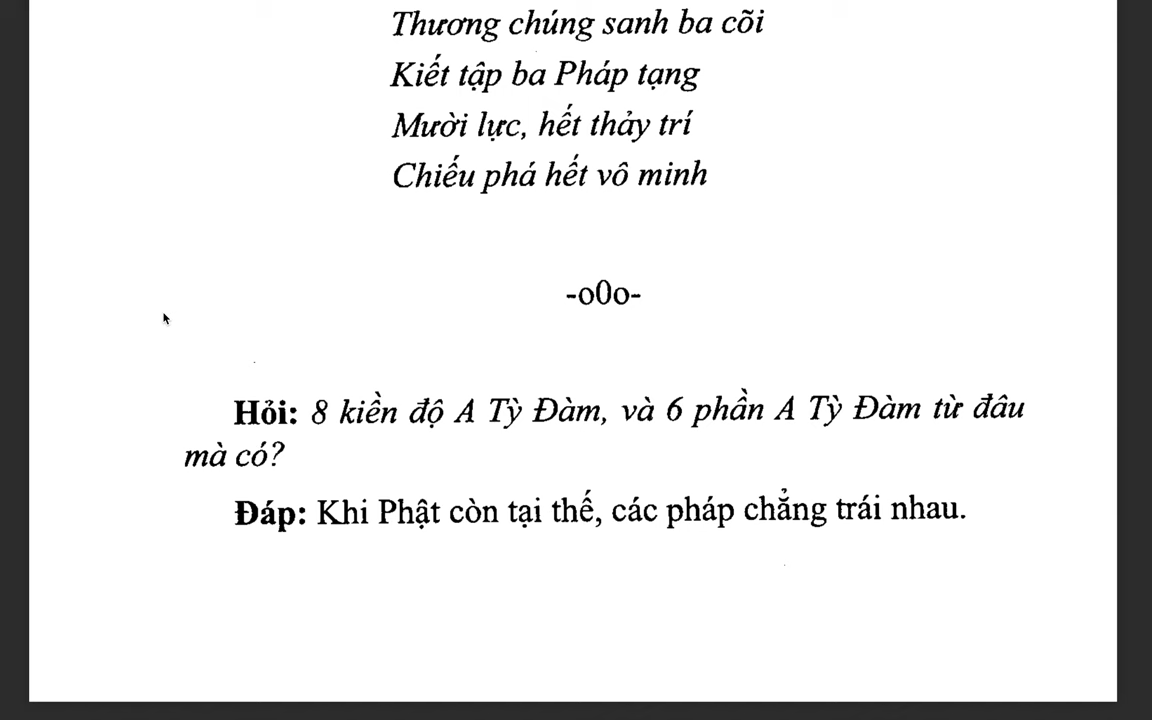 Thương chúng sanh ba cõi
Kiết tập ba Pháp tạng
Mười lực, hết thảy trí
Chiếu phá hết vô minh
-o0o-
Hỏi: 8 kiền độ A Tỳ Đàm, và 6 phần A Tỳ Đàm từ đâu
mà có?
Đáp: Khi Phật còn tại thế, các pháp chẳng trái nhau.